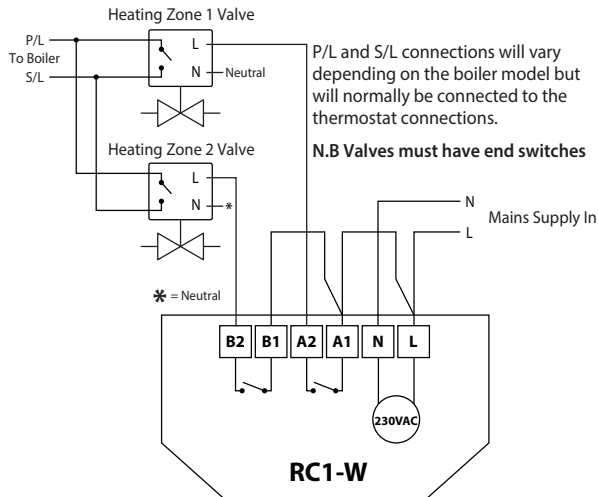 Heating Zone 1 Valve
P/L
To Boiler
S/L
L
N
Neutral
P/L and S/L connections will vary
depending on the boiler model but
will normally be connected to the
thermostat connections.
N.B Valves must have end switches
Heating Zone 2 Valve
L
N
*
N
L
Mains Supply In
* = Neutral
B2 B1 A2 A1 N L
230VAC
RC1-W